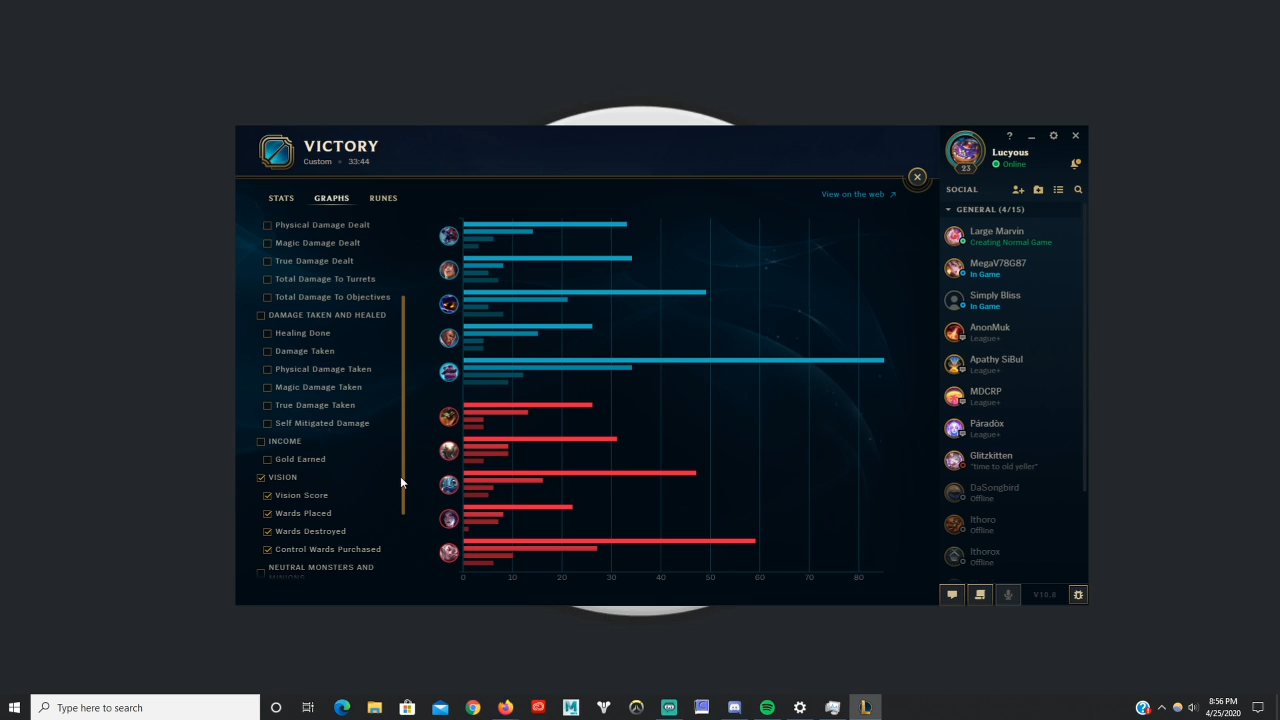 VICTORY
Custom • 33:44
STATS GRAPHS RUNES
View on the web
Physical Damage Dealt
Magic Damage Dealt
True Damage Dealt
Total Damage To Turrets
Total Damage To Objectives
DAMAGE TAKEN AND HEALED
Healing Done
Damage Taken
Physical Damage Taken
Magic Damage Taken
True Damage Taken
Self Mitigated Damage
INCOME
Gold Earned
VISION
Vision Score
Wards Placed
Wards Destroyed
Control Wards Purchased
NEUTRAL MONSTERS AND
MINIONS
0 10 20 30 40 50 60 70 80
?
Lucyous
Online
23
SOCIAL
GENERAL (4/15)
Large Marvin
Creating Normal Game
MegaV78G87
In Game
Simply Bliss
In Game
AnonMuk
League+
Apathy SiBul
League+
MDCRP
League+
Páradòx
League+
Glitzkitten
"time to old yeller"
DaSongbird
Offline
Ithoro
Offline
Ithorox
Offline
V10.8
Type here to search
8:56 PM
4/25/2020